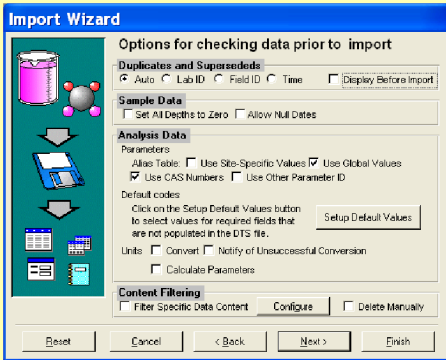 Import Wizard
Options for checking data prior to import
Duplicates and Supersededs
Auto Lab ID Field ID Time Display Before Import
Sample Data
Set All Depths to Zero Allow Null Dates
Analysis Data
Parameters
Alias Table: Use Site-Specific Values Use Global Values
Use CAS Numbers Use Other Parameter ID
Default codes
Click on the Setup Default Values button
to select values for required fields that
are not populated in the DTS file.
Setup Default Values
Units Convert Notify of Unsuccessful Conversion
Calculate Parameters
Content Filtering
Filter Specific Data Content Configure Delete Manually
Reset Cancel < Back Next > Finish